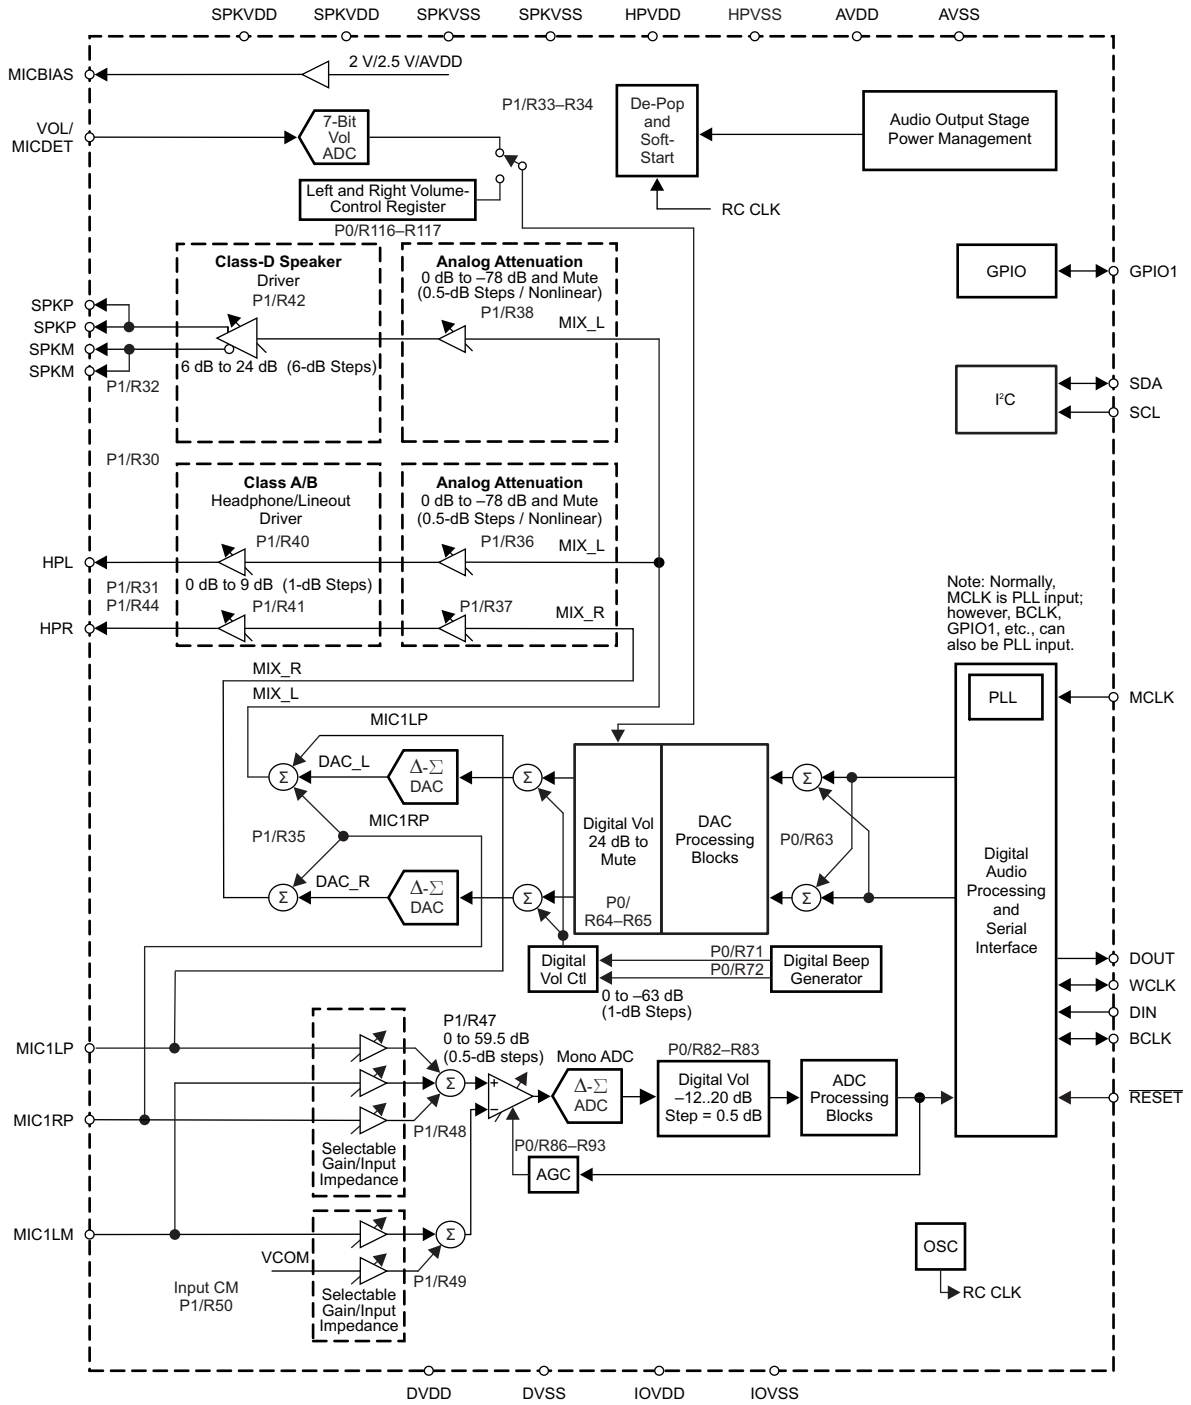 SPKVDD
SPKVDD
SPKVSS
SPKVSS
HPVDD
HPVSS
AVDD
AVSS
MICBIAS
2 V/2.5 V/AVDD
VOL/
MICDET
7-Bit
Vol
ADC
P1/R33–R34
De-Pop
and
Soft-
Start
Audio Output Stage
Power Management
Left and Right Volume-
Control Register
P0/R116–R117
RC CLK
Class-D Speaker
Driver
P1/R42
6 dB to 24 dB (6-dB Steps)
Analog Attenuation
0 dB to –78 dB and Mute
(0.5-dB Steps / Nonlinear)
P1/R38
MIX_L
SPKP
SPKP
SPKM
SPKM
P1/R32
GPIO
GPIO1
I²C
SDA
SCL
P1/R30
Class A/B
Headphone/Lineout
Driver
P1/R40
0 dB to 9 dB (1-dB Steps)
P1/R41
Analog Attenuation
0 dB to –78 dB and Mute
(0.5-dB Steps / Nonlinear)
P1/R36
MIX_L
P1/R37
MIX_R
HPL
P1/R31
P1/R44
HPR
Note: Normally,
MCLK is PLL input;
however, BCLK,
GPIO1, etc., can
also be PLL input.
MIX_R
MIX_L
MIC1LP
PLL
MCLK
Σ
DAC_L
Δ-Σ
DAC
Σ
Σ
P1/R35
MIC1RP
Digital Vol
24 dB to
Mute
P0/
R64–R65
DAC
Processing
Blocks
P0/R63
Digital
Audio
Processing
and
Serial
Interface
Σ
DAC_R
Δ-Σ
DAC
Σ
Σ
Digital
Vol Ctl
P0/R71
P0/R72
Digital Beep
Generator
0 to –63 dB
(1-dB Steps)
DOUT
WCLK
DIN
BCLK
RESET
MIC1LP
MIC1RP
P1/R47
0 to 59.5 dB
(0.5-dB steps)
Σ
P1/R48
+
–
Mono ADC
Δ-Σ
ADC
P0/R82–R83
Digital Vol
–12..20 dB
Step = 0.5 dB
ADC
Processing
Blocks
P0/R86–R93
AGC
Selectable
Gain/Input
Impedance
MIC1LM
Σ
VCOM
P1/R49
Input CM
P1/R50
Selectable
Gain/Input
Impedance
OSC
RC CLK
DVDD
DVSS
IOVDD
IOVSS